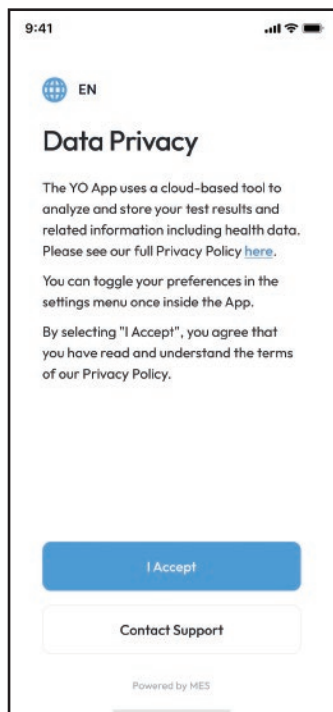 9:41
EN
Data Privacy
The YO App uses a cloud-based tool to
analyze and store your test results and
related information including health data.
Please see our full Privacy Policy here.
You can toggle your preferences in the
settings menu once inside the App.
By selecting "I Accept", you agree that
you have read and understand the terms
of our Privacy Policy.
I Accept
Contact Support
Powered by MES